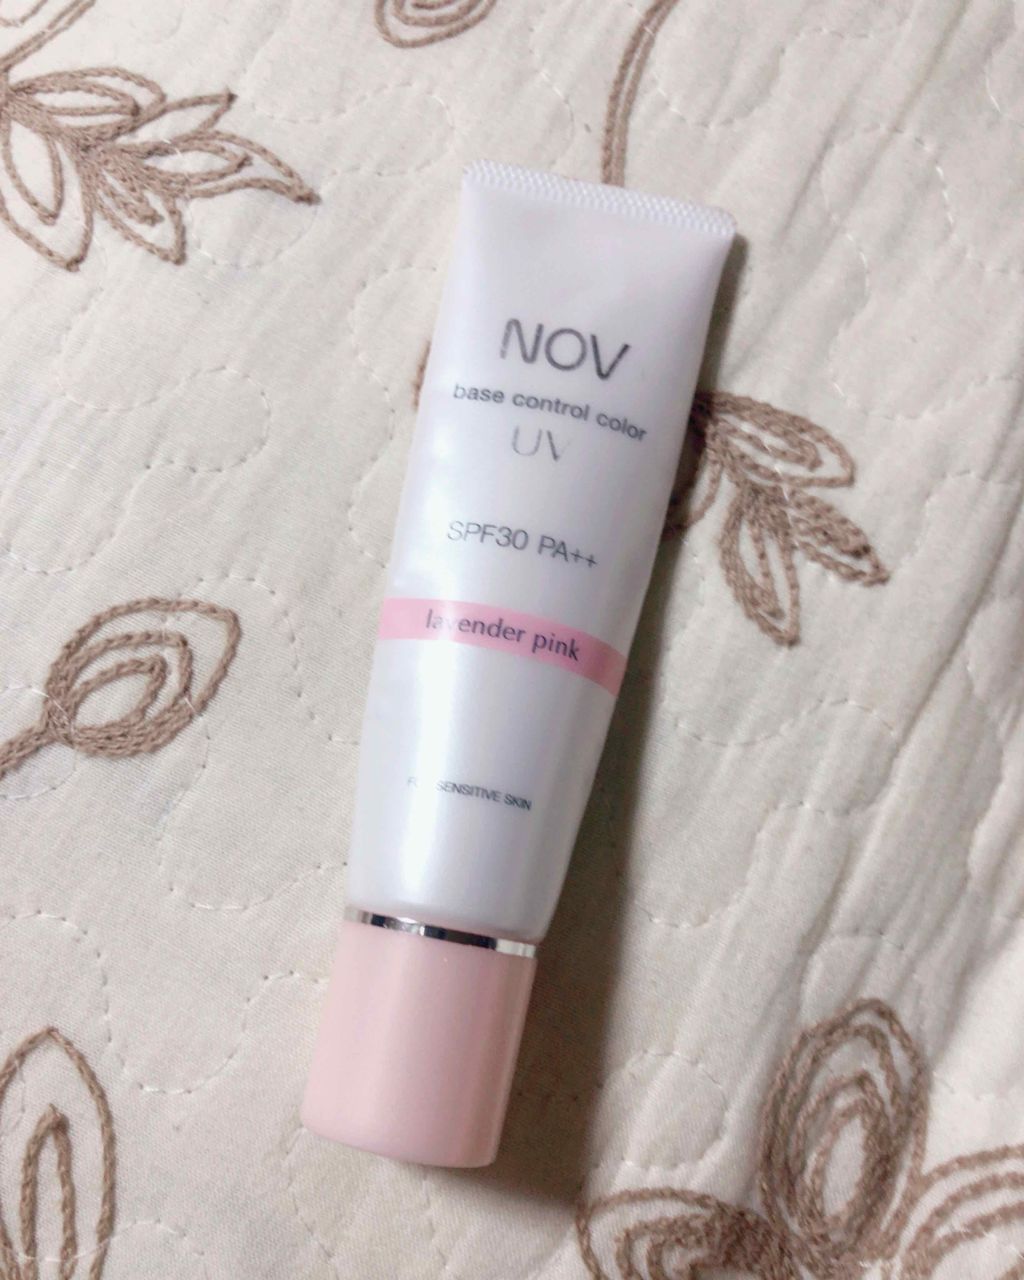 NOV
base control color
UV
SPF30 PA++
lavender pink
SENSITIVE SKIN